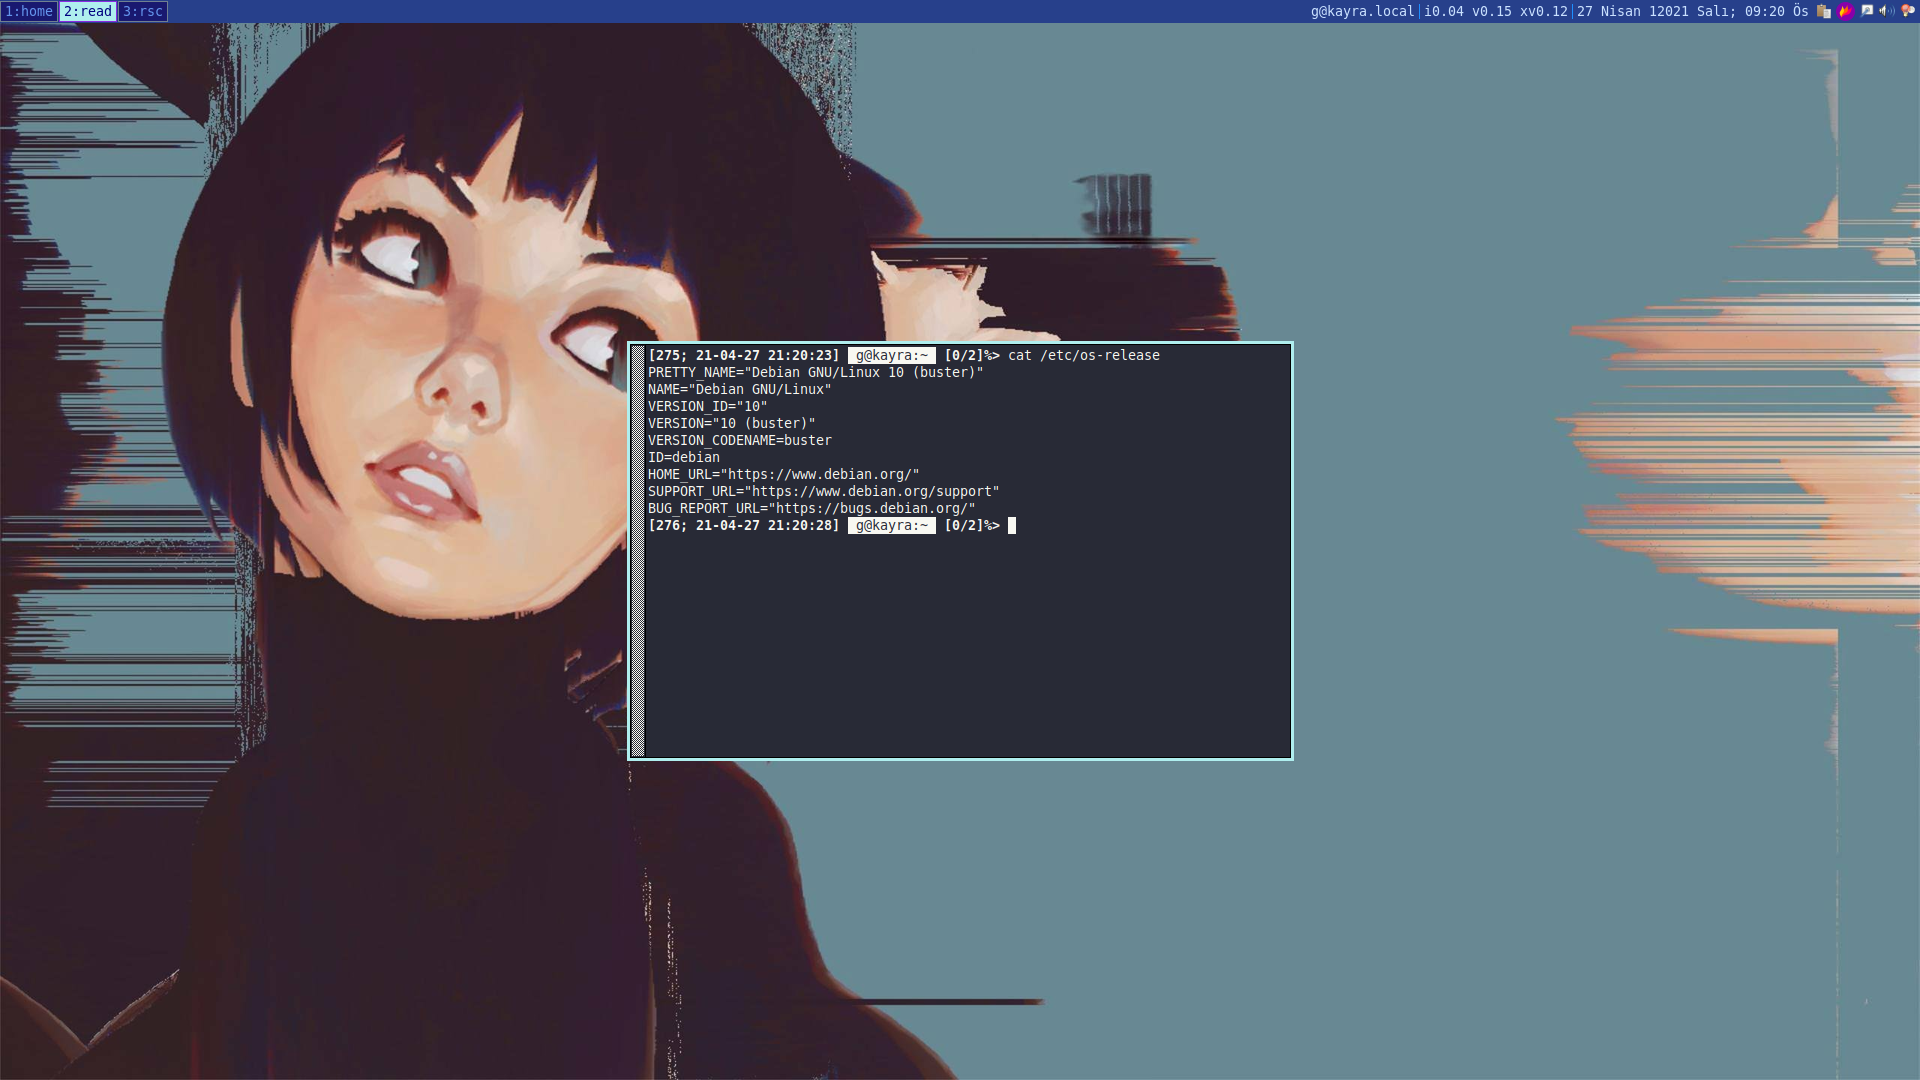 1:home 2:read 3:rsc g@kayra.local i0.04 v0.15 xv0.12 27 Nisan 12021 Salı; 09:20 Ös
[275; 21-04-27 21:20:23] g@kayra:~ [0/2]%> cat /etc/os-release
PRETTY_NAME="Debian GNU/Linux 10 (buster)"
NAME="Debian GNU/Linux"
VERSION_ID="10"
VERSION="10 (buster)"
VERSION_CODENAME=buster
ID=debian
HOME_URL="https://www.debian.org/"
SUPPORT_URL="https://www.debian.org/support"
BUG_REPORT_URL="https://bugs.debian.org/"
[276; 21-04-27 21:20:28] g@kayra:~ [0/2]%>